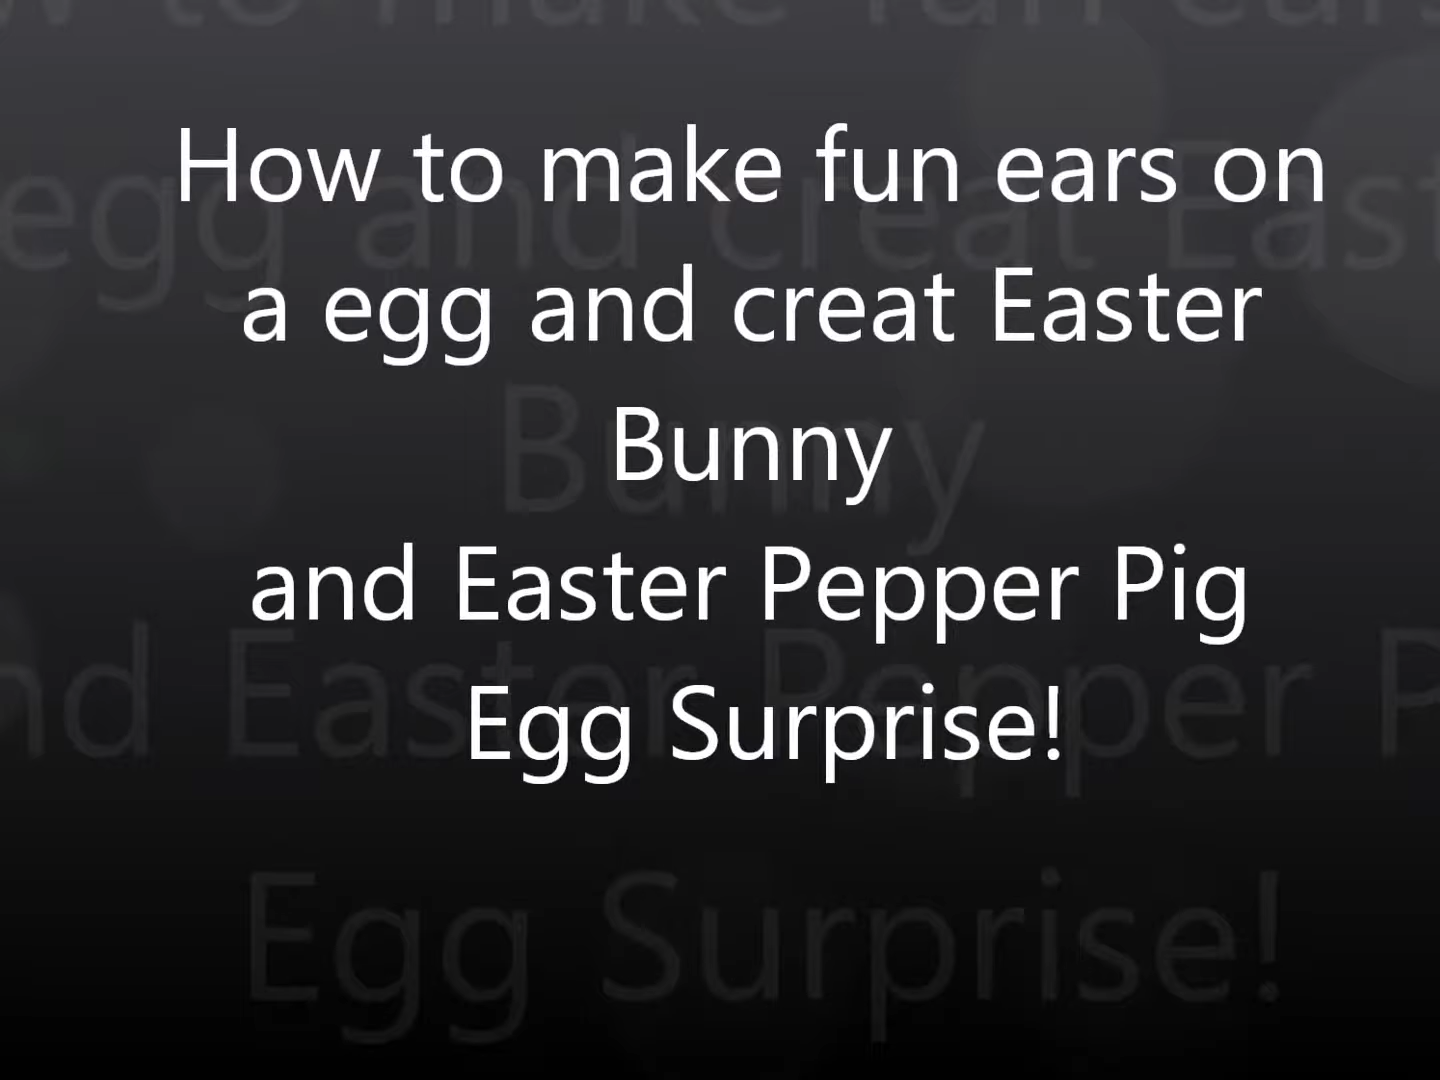 How to make fun ears on
a egg and creat Easter
Bunny
and Easter Pepper Pig
Egg Surprise!